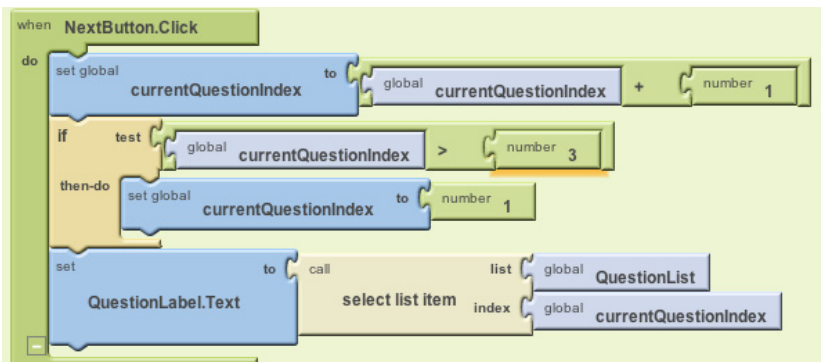 when NextButton.Click
do
set global currentQuestionIndex to global currentQuestionIndex + number 1
if test global currentQuestionIndex > number 3
then-do set global currentQuestionIndex to number 1
set QuestionLabel.Text to call select list item list global QuestionList
index global currentQuestionIndex